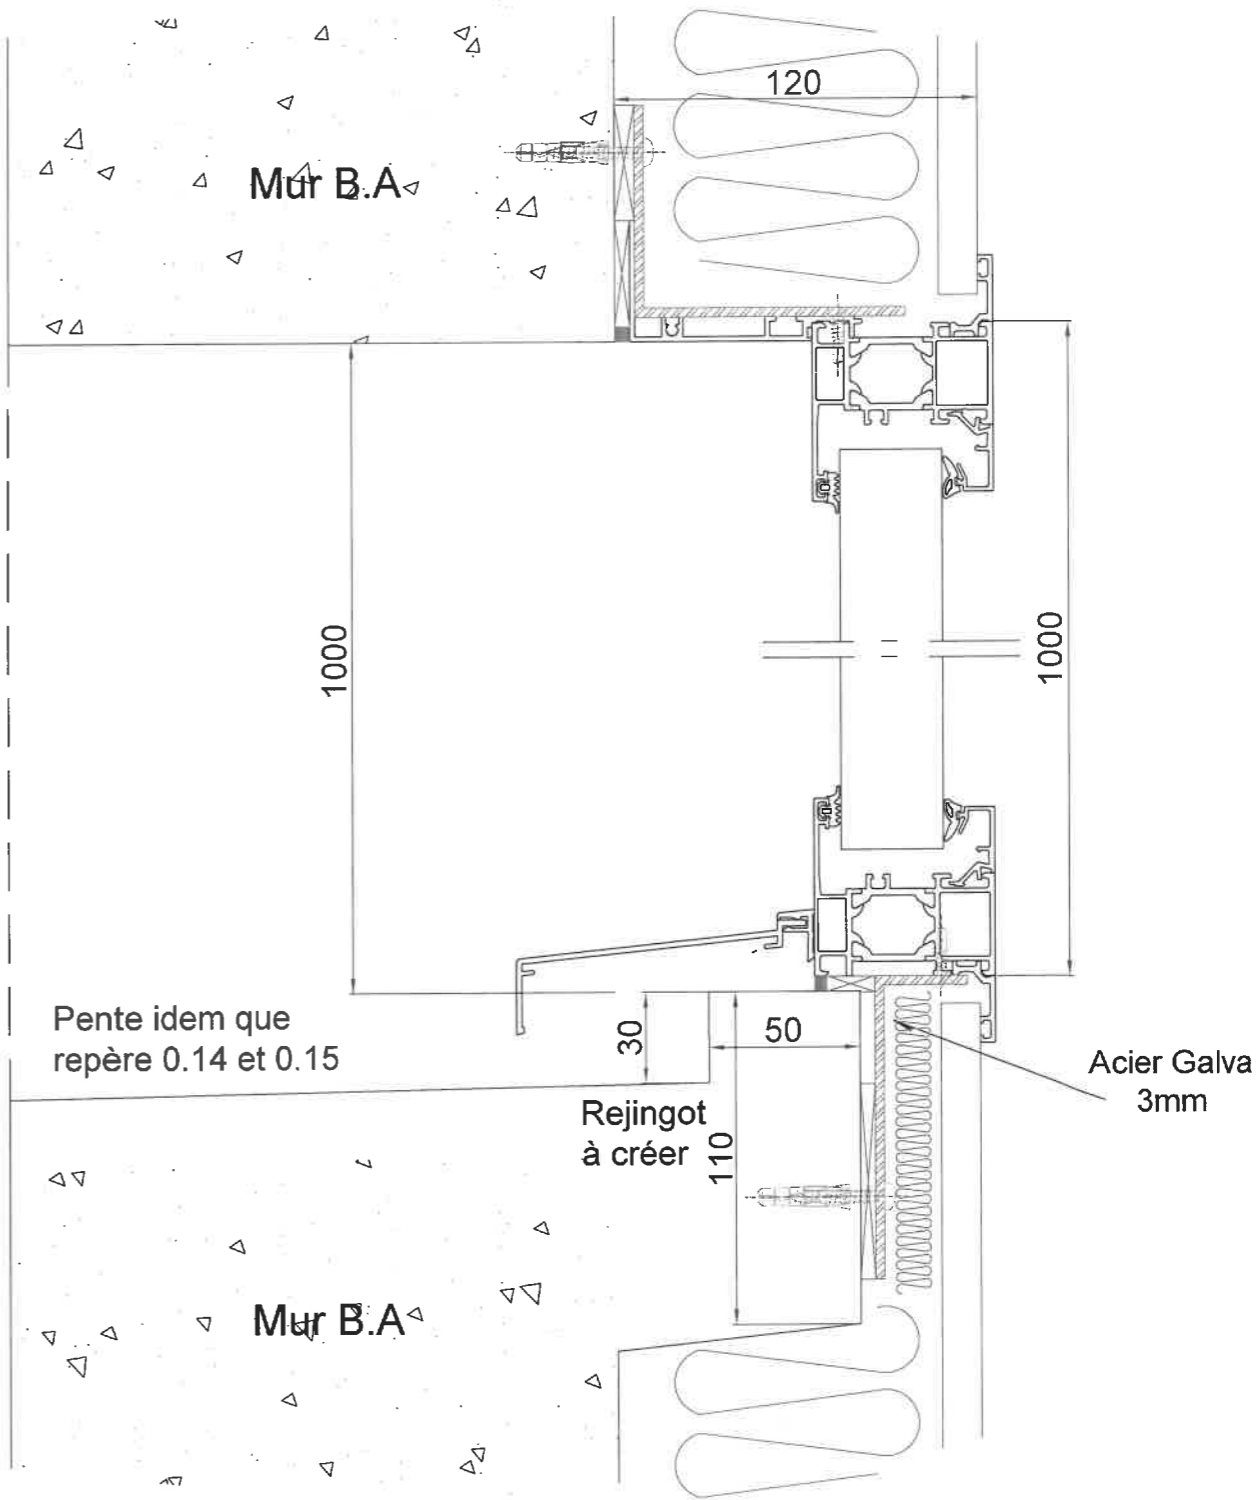 120
Mur B.A
1000
1000
Pente idem que
repère 0.14 et 0.15
30
50
Acier Galva
3mm
Rejingot
à créer
110
Mur B.A